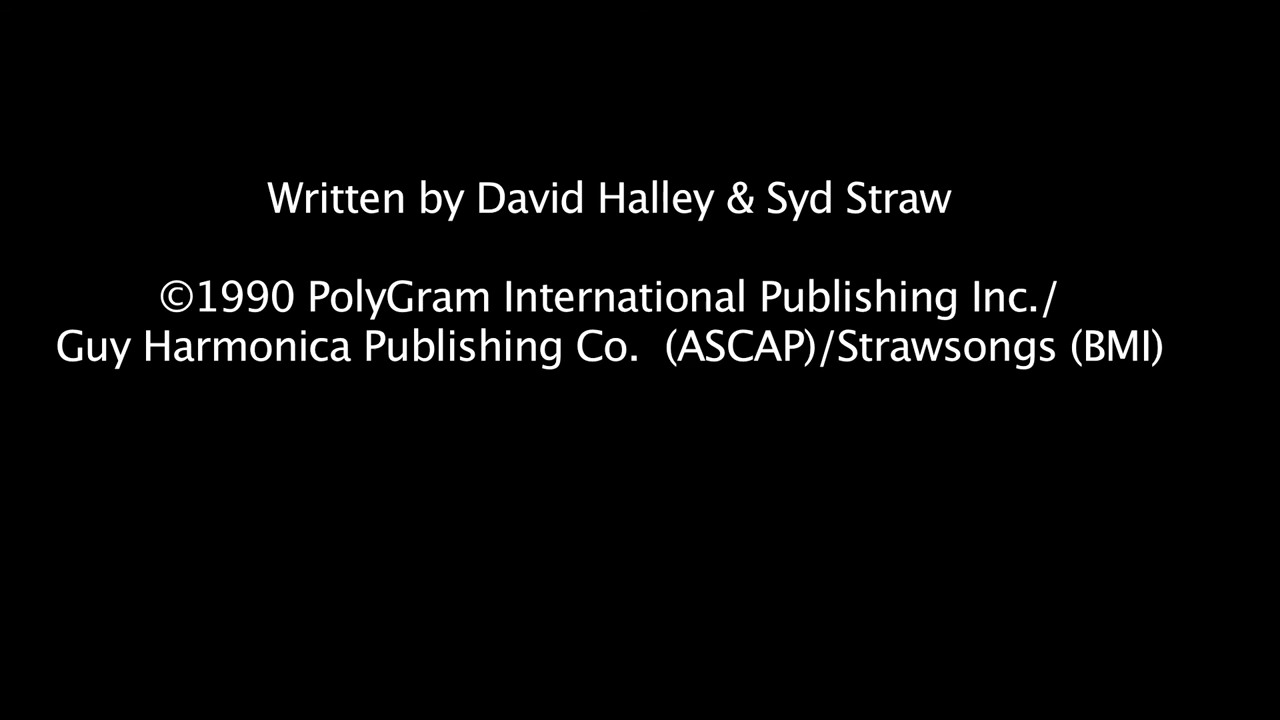 Written by David Halley & Syd Straw
©1990 PolyGram International Publishing Inc./
Guy Harmonica Publishing Co.  (ASCAP)/Strawsongs (BMI)